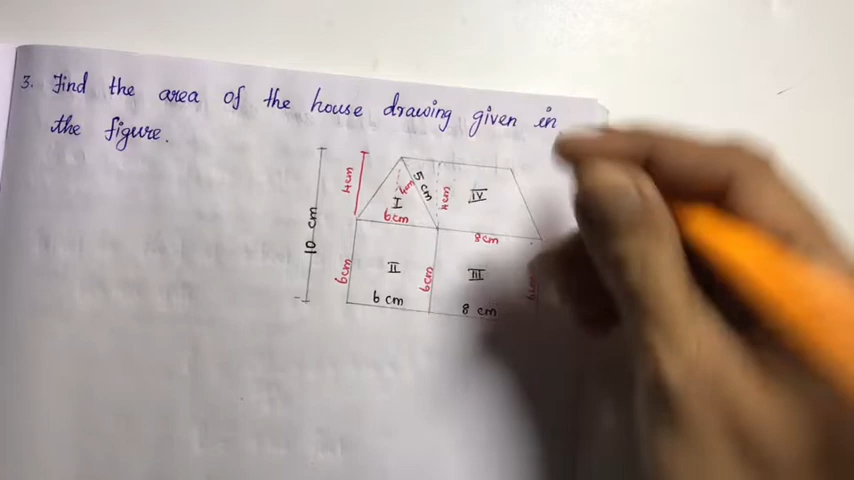 3. Find the area of the house drawing given in
the figure.
4cm
5 cm
4cm
4cm
I
IV
6cm
8cm
10 cm
6cm
II
6cm
III
6cm
6 cm
8 cm